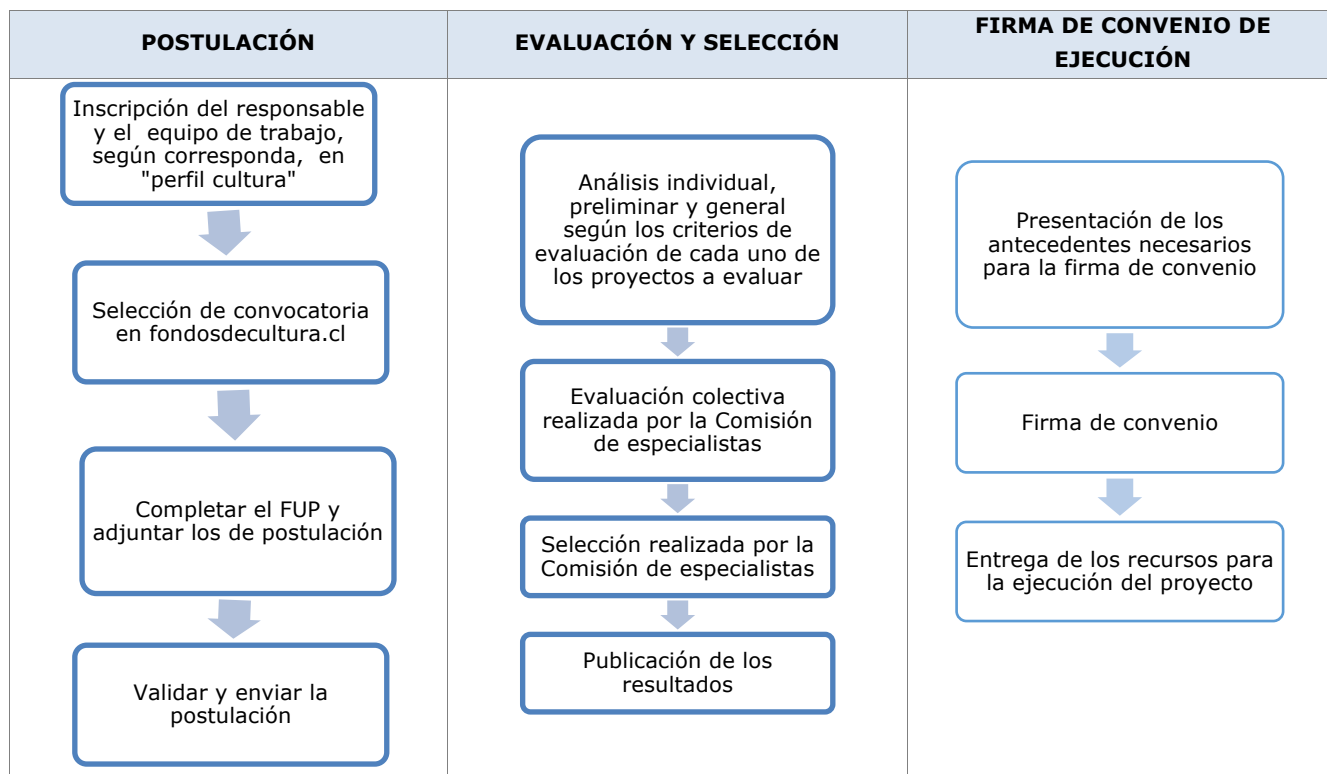 POSTULACIÓN
Inscripción del responsable
y el equipo de trabajo,
según corresponda, en
"perfil cultura"
Selección de convocatoria
en fondosdecultura.cl
Completar el FUP y
adjuntar los de postulación
Validar y enviar la
postulación
EVALUACIÓN Y SELECCIÓN
Análisis individual,
preliminar y general
según los criterios de
evaluación de cada uno de
los proyectos a evaluar
Evaluación colectiva
realizada por la Comisión
de especialistas
Selección realizada por la
Comisión de especialistas
Publicación de los
resultados
FIRMA DE CONVENIO DE
EJECUCIÓN
Presentación de los
antecedentes necesarios
para la firma de convenio
Firma de convenio
Entrega de los recursos para
la ejecución del proyecto